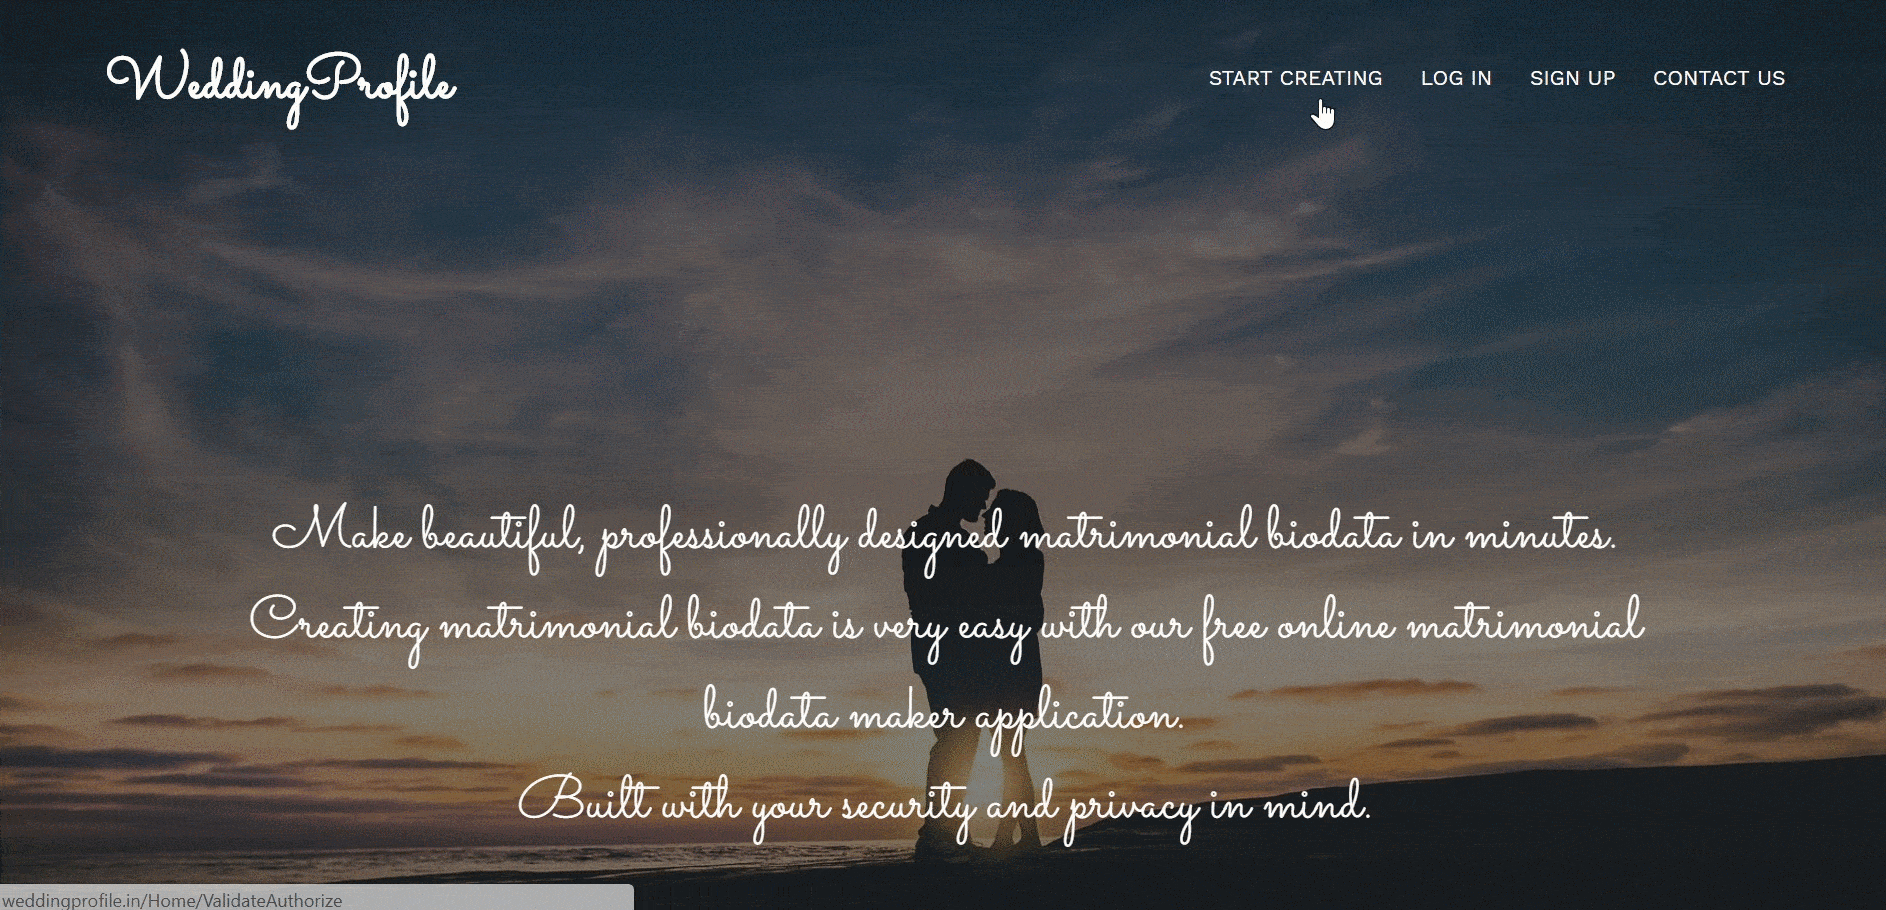 WeddingProfile
START CREATING LOG IN SIGN UP CONTACT US
Make beautiful, professionally designed matrimonial biodata in minutes.
Creating matrimonial biodata is very easy with our free online matrimonial
biodata maker application.
Built with your security and privacy in mind.
weddingprofile.in/Home/ValidateAuthorize